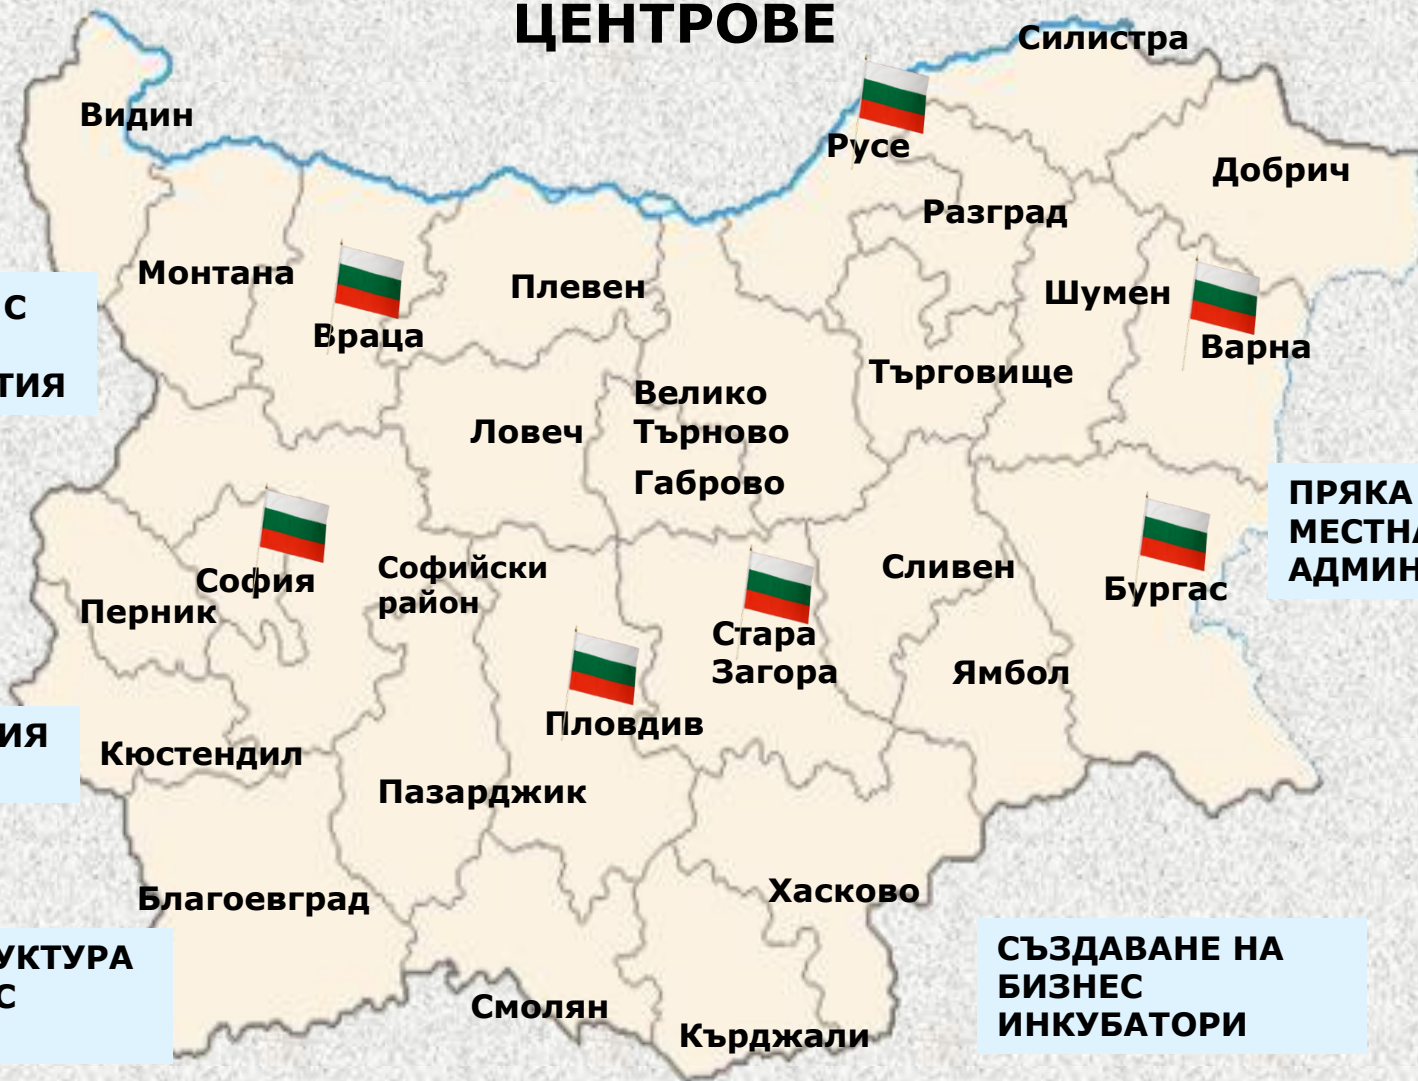 ЦЕНТРОВЕ
Силистра
Видин
Русе
Добрич
Разград
Монтана
Плевен
Шумен
С
Враца
Варна
Търговище
ТИЯ
Велико
Търново
Ловеч
Габрово
ПРЯКА
МЕСТНА
АДМИН
София
Софийски
район
Сливен
Бургас
Перник
Стара
Загора
Ямбол
Пловдив
ИЯ
Кюстендил
Пазарджик
Благоевград
Хасково
УКТУРА
С
СЪЗДАВАНЕ НА
БИЗНЕС
ИНКУБАТОРИ
Смолян
Кърджали